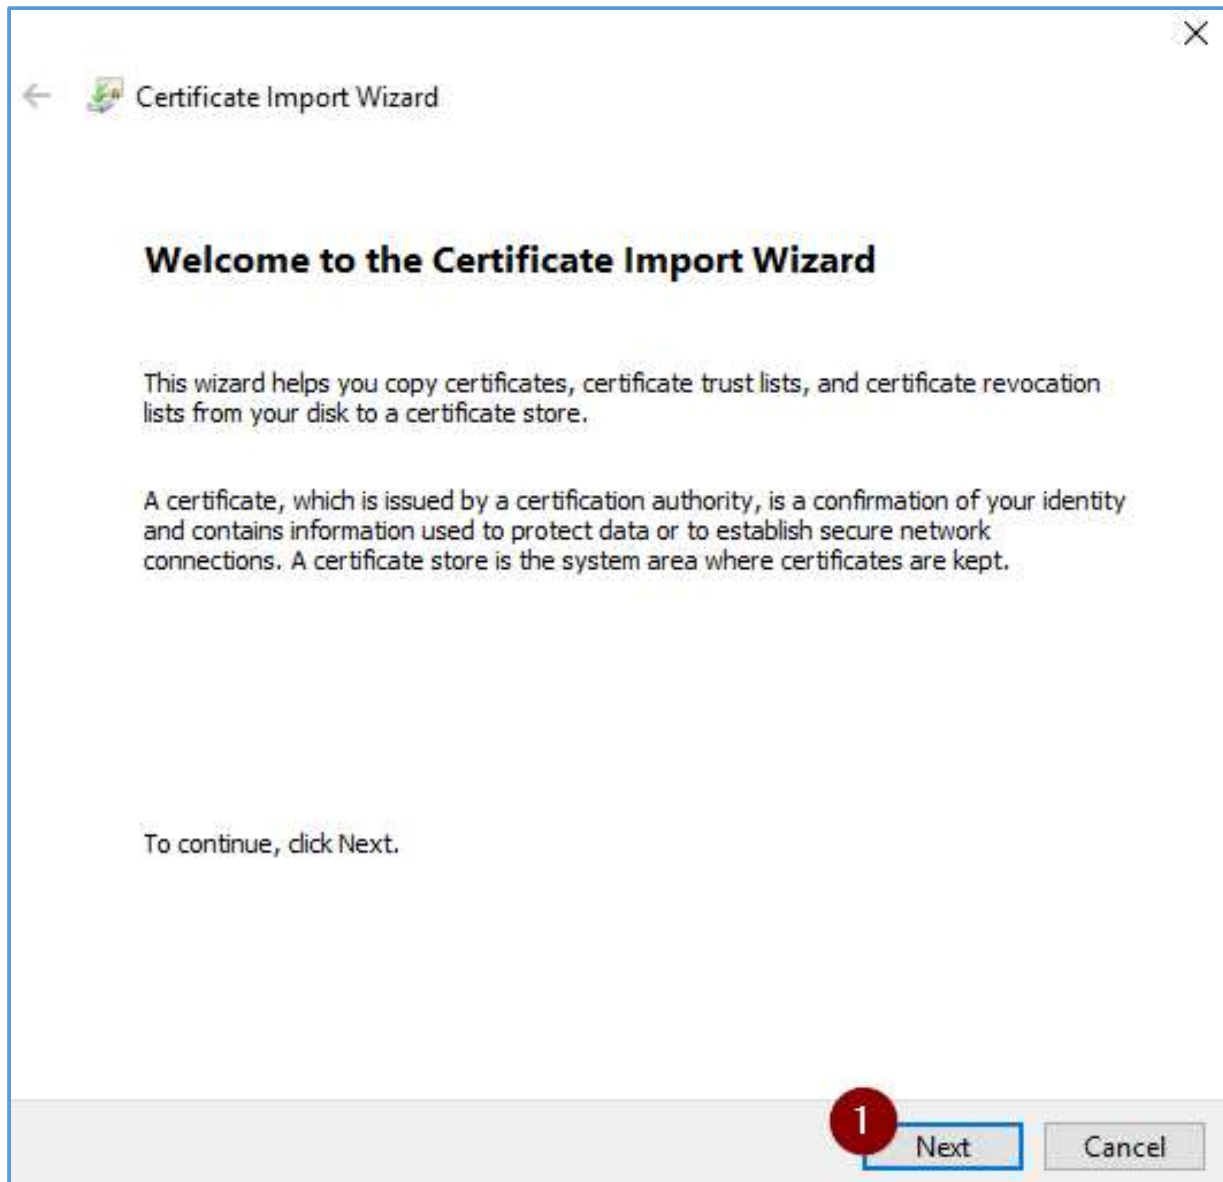 Certificate Import Wizard
Welcome to the Certificate Import Wizard
This wizard helps you copy certificates, certificate trust lists, and certificate revocation
lists from your disk to a certificate store.
A certificate, which is issued by a certification authority, is a confirmation of your identity
and contains information used to protect data or to establish secure network
connections. A certificate store is the system area where certificates are kept.
To continue, click Next.
1
Next
Cancel